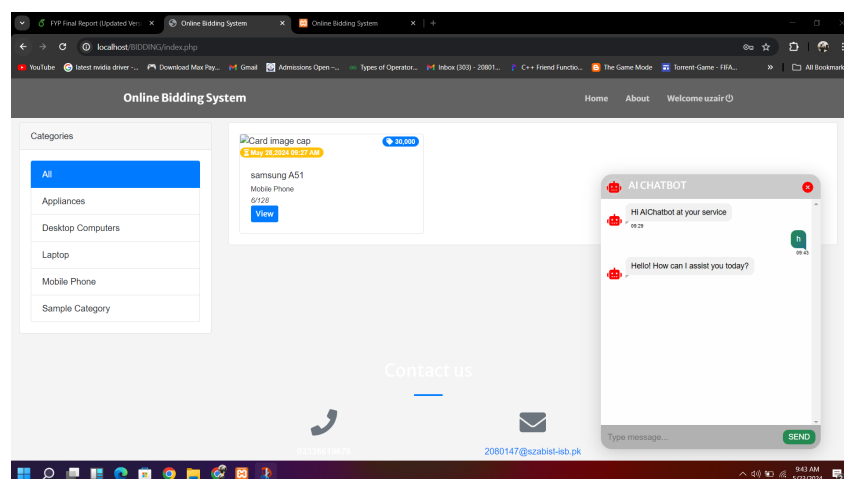 FYP Final Report (Updated Vers
Online Bidding System
Online Bidding System
localhost/BIDDING/index.php
YouTube
latest nvidia driver -...
Download Max Pay...
Gmail
Admissions Open –...
Types of Operator...
Inbox (303) - 20801...
C++ Friend Functio...
The Game Mode
Torrent-Game - FIFA...
»
All Bookmark
Online Bidding System
Home About Welcome uzair
Categories
All
Appliances
Desktop Computers
Laptop
Mobile Phone
Sample Category
Card image cap
30,000
May 28,2024 09:27 AM
samsung A51
Mobile Phone
6/128
View
AI CHATBOT
Hi AIChatbot at your service
09:29
h
09:43
Hello! How can I assist you today?
Type message...
SEND
Contact us
2080147@szabist-isb.pk
9:43 AM
5/23/2024